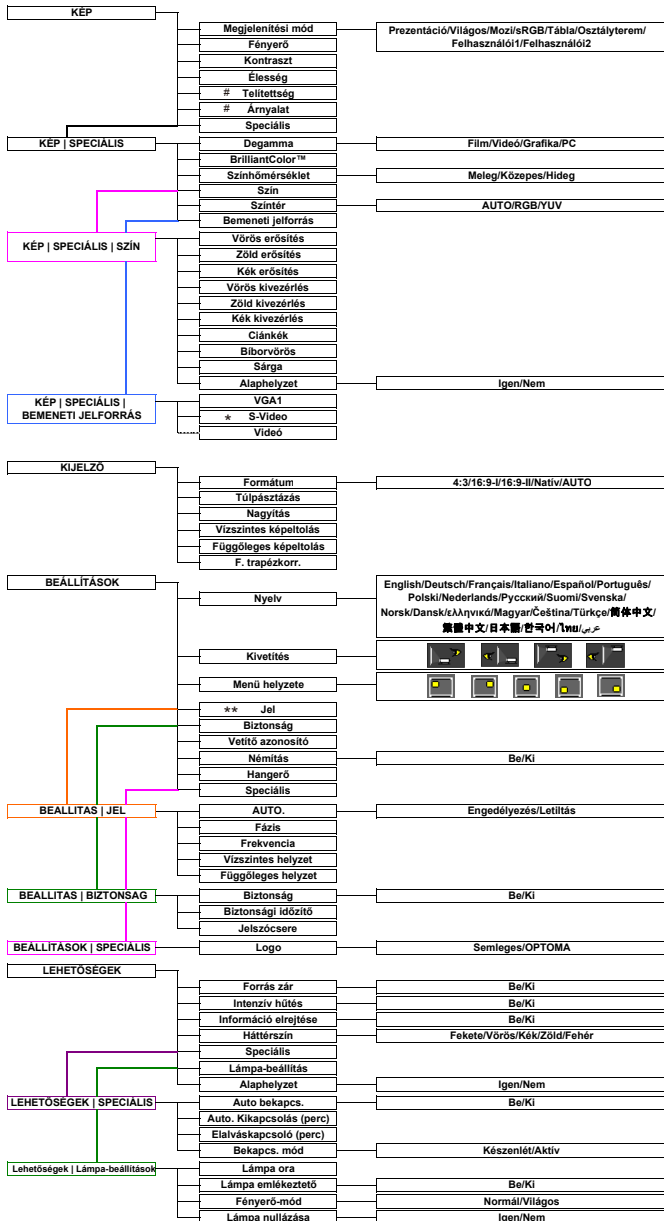 KÉP
Megjelenítési mód
Prezentáció/Világos/Mozi/sRGB/Tábla/Osztályterem/
Felhasználói1/Felhasználói2
Fényerő
Kontraszt
Élesség
# Telítettség
# Árnyalat
Speciális
KÉP | SPECIÁLIS
Degamma
Film/Videó/Grafika/PC
BrilliantColor™
Színhőmérséklet
Meleg/Közepes/Hideg
Szín
Színtér
AUTO/RGB/YUV
Bemeneti jelforrás
KÉP | SPECIÁLIS | SZÍN
Vörös erősítés
Zöld erősítés
Kék erősítés
Vörös kivezérlés
Zöld kivezérlés
Kék kivezérlés
Ciánkék
Bíborvörös
Sárga
Alaphelyzet
Igen/Nem
KÉP | SPECIÁLIS |
BEMENETI JELFORRÁS
VGA1
* S-Video
Videó
KIJELZŐ
Formátum
4:3/16:9-I/16:9-II/Natív/AUTO
Túlpásztázás
Nagyítás
Vízszintes képeltolás
Függőleges képeltolás
F. trapézkorr.
BEÁLLÍTÁSOK
Nyelv
English/Deutsch/Français/Italiano/Español/Português/
Polski/Nederlands/Русский/Suomi/Svenska/
Norsk/Dansk/ελληνικά/Magyar/Čeština/Türkçe/简体中文/
繁體中文/日本語/한국어/ไทย/عربي
Kivetítés
Menü helyzete
** Jel
Biztonság
Vetítő azonosító
Némítás
Be/Ki
Hangerő
Speciális
BEALLITAS | JEL
AUTO.
Engedélyezés/Letiltás
Fázis
Frekvencia
Vízszintes helyzet
Függőleges helyzet
BEALLITAS | BIZTONSAG
Biztonság
Be/Ki
Biztonsági időzítő
Jelszócsere
BEÁLLÍTÁSOK | SPECIÁLIS
Logo
Semleges/OPTOMA
LEHETŐSÉGEK
Forrás zár
Be/Ki
Intenzív hűtés
Be/Ki
Információ elrejtése
Be/Ki
Háttérszín
Fekete/Vörös/Kék/Zöld/Fehér
Speciális
Lámpa-beállítás
Alaphelyzet
Igen/Nem
LEHETŐSÉGEK | SPECIÁLIS
Auto bekapcs.
Be/Ki
Auto. Kikapcsolás (perc)
Elalváskapcsoló (perc)
Bekapcs. mód
Készenlét/Aktív
Lehetőségek | Lámpa-beállítások
Lámpa ora
Lámpa emlékeztető
Be/Ki
Fényerő-mód
Normál/Világos
Lámpa nullázása
Igen/Nem